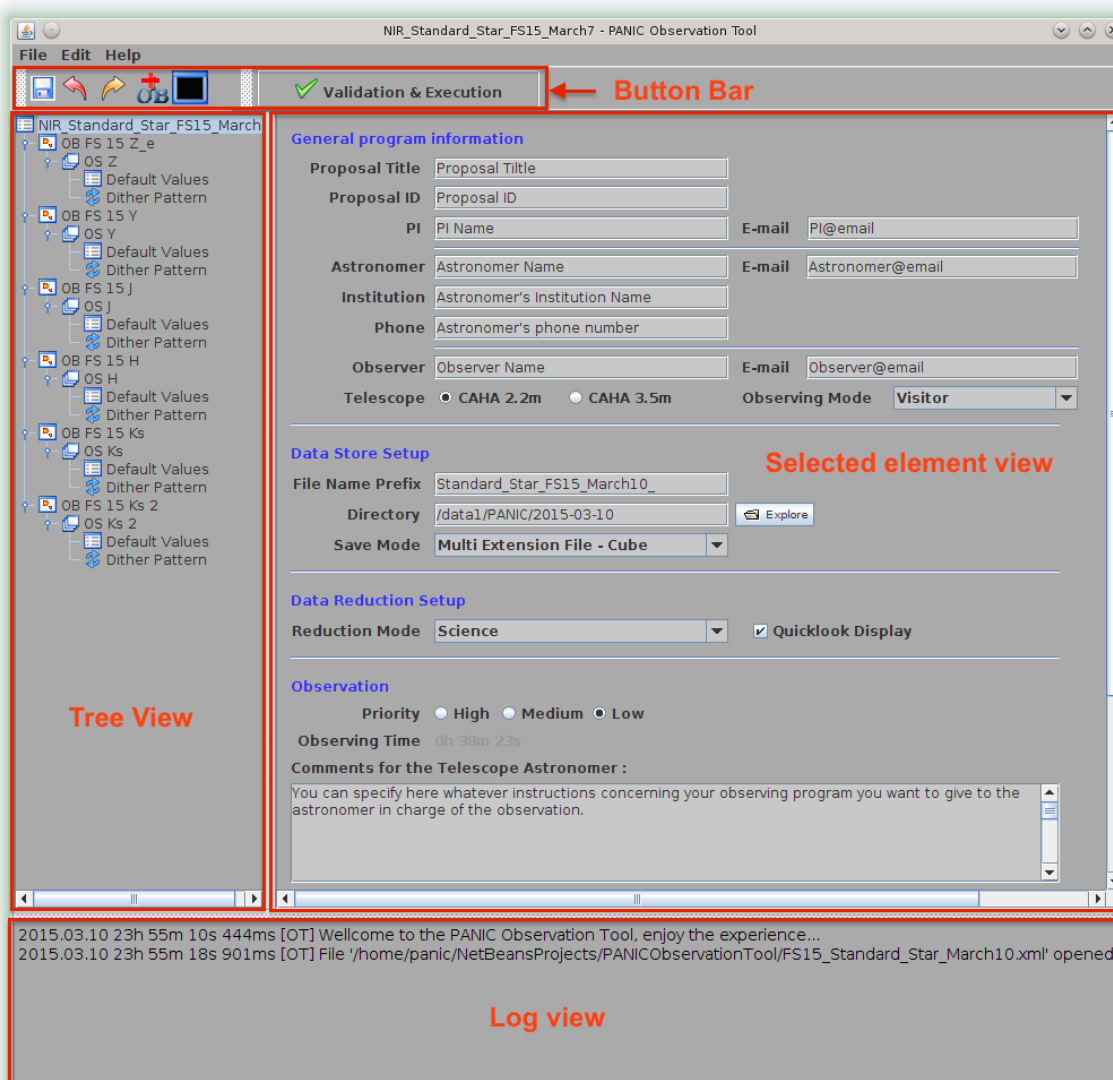 NIR_Standard_Star_FS15_March7 - PANIC Observation Tool
File Edit Help
OB
Validation & Execution
Button Bar
NIR_Standard_Star_FS15_March
OB FS 15 Z_e
OS Z
Default Values
Dither Pattern
OB FS 15 Y
OS Y
Default Values
Dither Pattern
OB FS 15 J
OS J
Default Values
Dither Pattern
OB FS 15 H
OS H
Default Values
Dither Pattern
OB FS 15 Ks
OS Ks
Default Values
Dither Pattern
OB FS 15 Ks 2
OS Ks 2
Default Values
Dither Pattern
Tree View
General program information
Proposal Title Proposal Tiltle
Proposal ID Proposal ID
PI PI Name E-mail PI@email
Astronomer Astronomer Name E-mail Astronomer@email
Institution Astronomer's Institution Name
Phone Astronomer's phone number
Observer Observer Name E-mail Observer@email
Telescope CAHA 2.2m CAHA 3.5m Observing Mode Visitor
Data Store Setup
Selected element view
File Name Prefix Standard_Star_FS15_March10_
Directory /data1/PANIC/2015-03-10 Explore
Save Mode Multi Extension File - Cube
Data Reduction Setup
Reduction Mode Science Quicklook Display
Observation
Priority High Medium Low
Observing Time 0h 38m 23s
Comments for the Telescope Astronomer :
You can specify here whatever instructions concerning your observing program you want to give to the
astronomer in charge of the observation.
2015.03.10 23h 55m 10s 444ms [OT] Wellcome to the PANIC Observation Tool, enjoy the experience...
2015.03.10 23h 55m 18s 901ms [OT] File '/home/panic/NetBeansProjects/PANICObservationTool/FS15_Standard_Star_March10.xml' opened
Log view